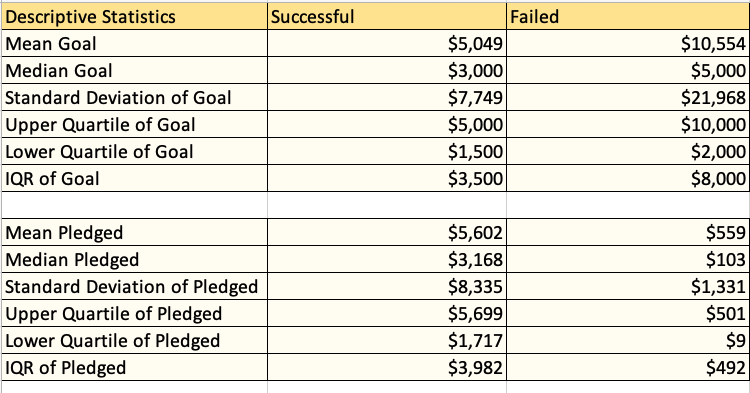 Descriptive Statistics Successful Failed
Mean Goal $5,049 $10,554
Median Goal $3,000 $5,000
Standard Deviation of Goal $7,749 $21,968
Upper Quartile of Goal $5,000 $10,000
Lower Quartile of Goal $1,500 $2,000
IQR of Goal $3,500 $8,000
Mean Pledged $5,602 $559
Median Pledged $3,168 $103
Standard Deviation of Pledged $8,335 $1,331
Upper Quartile of Pledged $5,699 $501
Lower Quartile of Pledged $1,717 $9
IQR of Pledged $3,982 $492